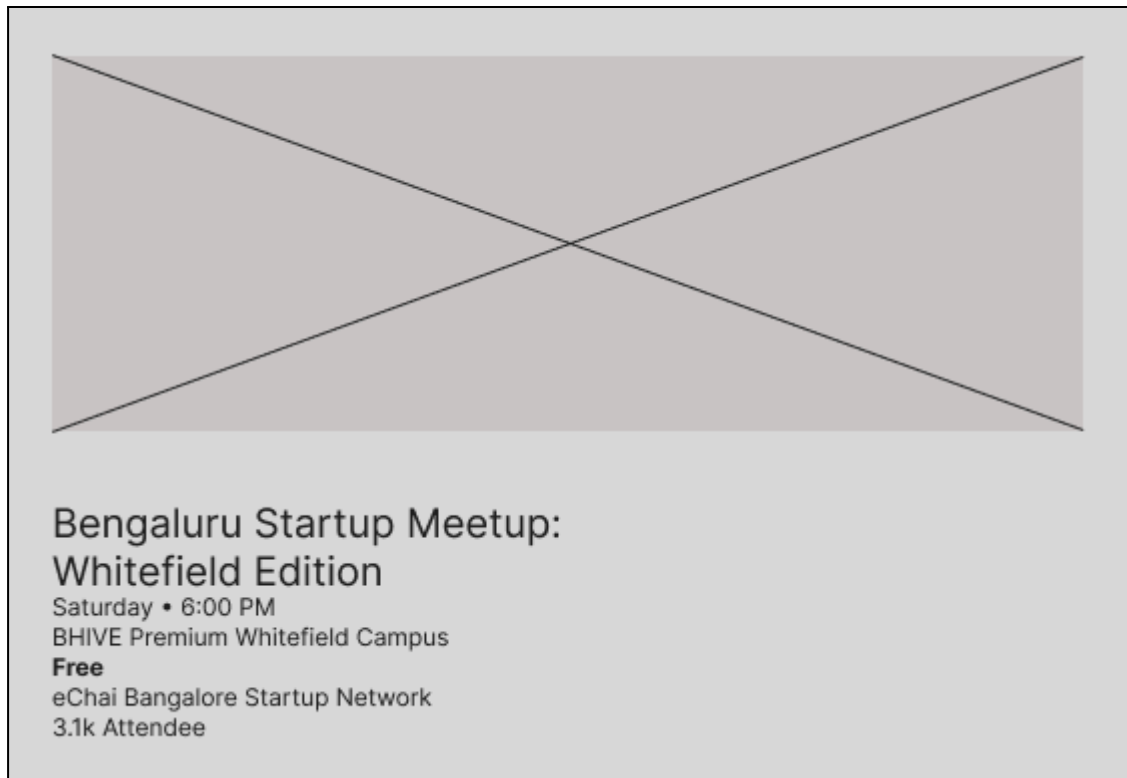 Bengaluru Startup Meetup:
Whitefield Edition
Saturday • 6:00 PM
BHIVE Premium Whitefield Campus
Free
eChai Bangalore Startup Network
3.1k Attendee